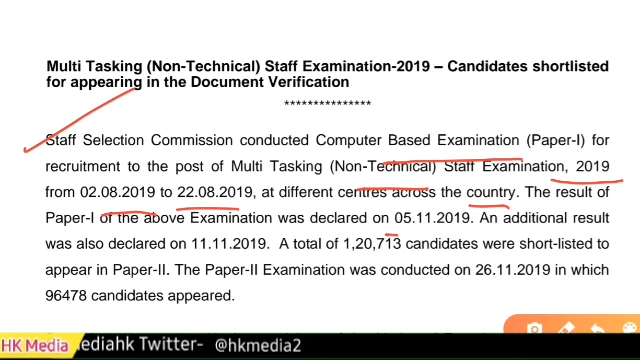 Multi Tasking (Non-Technical) Staff Examination-2019 – Candidates shortlisted
for appearing in the Document Verification
***************
Staff Selection Commission conducted Computer Based Examination (Paper-I) for
recruitment to the post of Multi Tasking (Non-Technical) Staff Examination, 2019
from 02.08.2019 to 22.08.2019, at different centres across the country. The result of
Paper-I of the above Examination was declared on 05.11.2019. An additional result
was also declared on 11.11.2019. A total of 1,20,713 candidates were short-listed to
appear in Paper-II. The Paper-II Examination was conducted on 26.11.2019 in which
96478 candidates appeared.
HK Media
mediahk Twitter- @hkmedia2